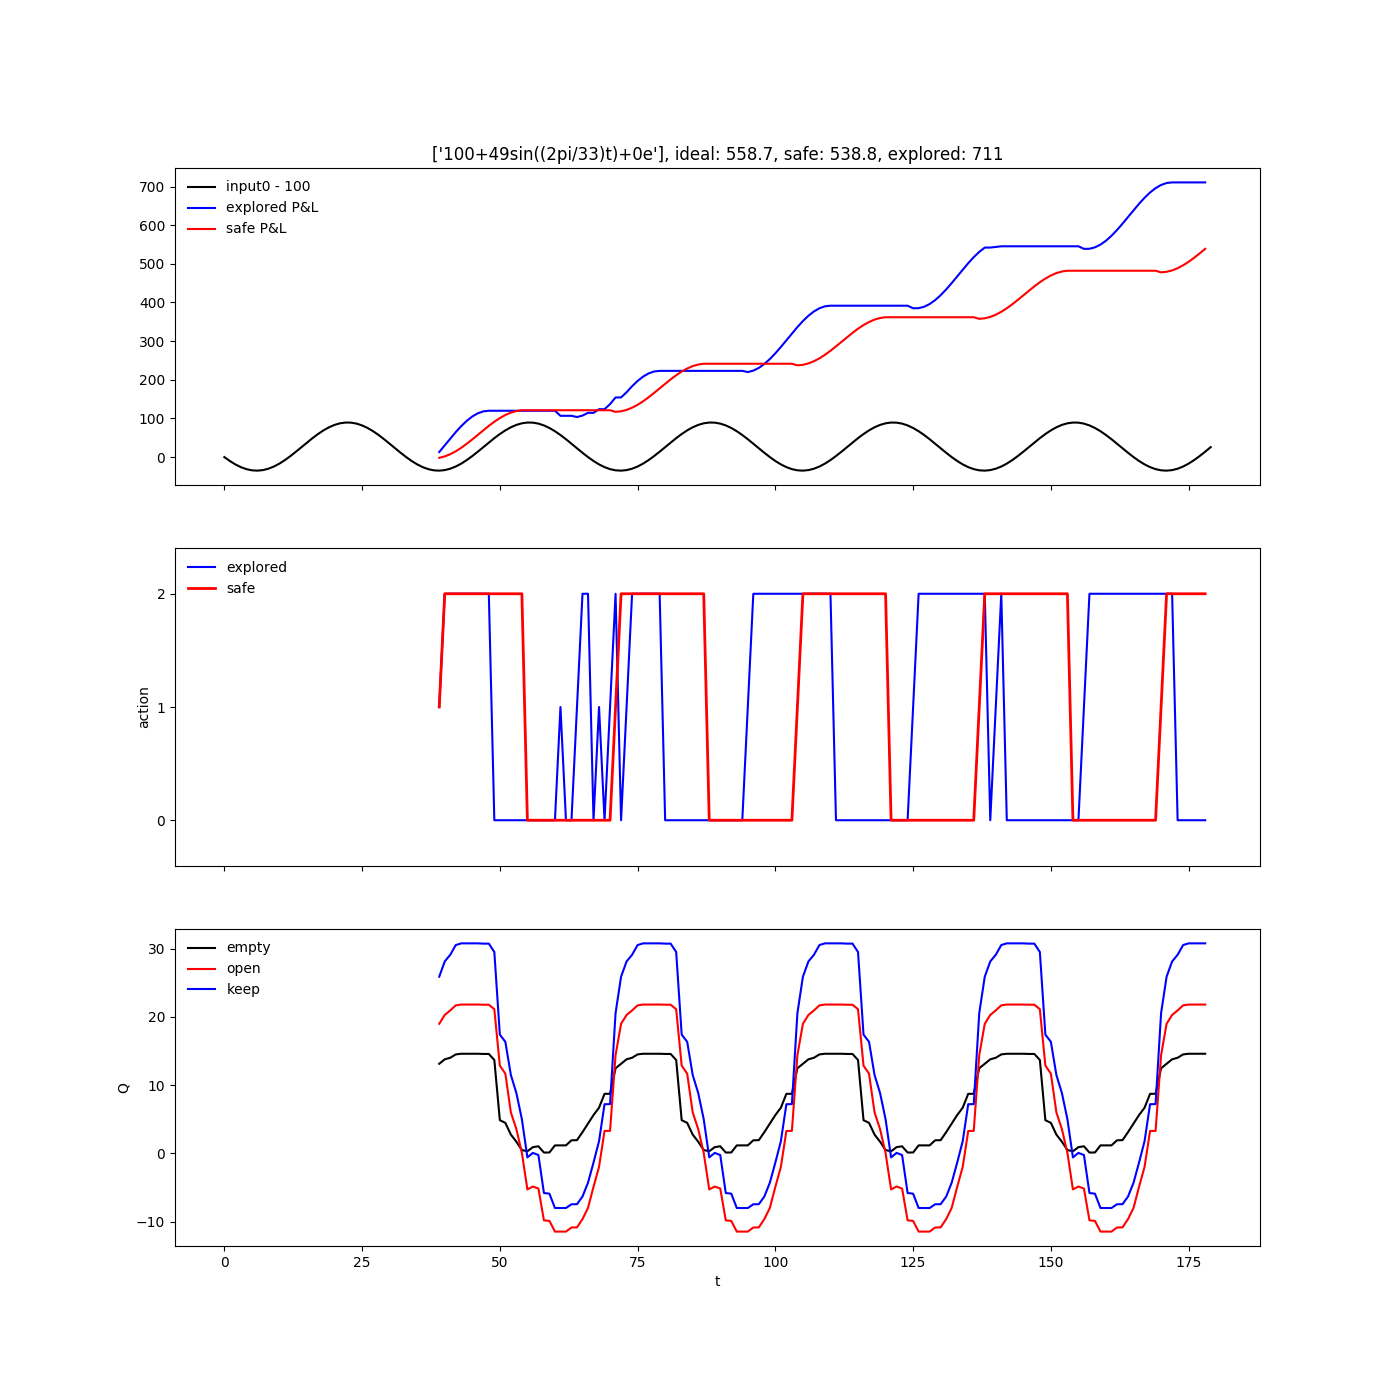 ['100+49sin((2pi/33)t)+0e'], ideal: 558.7, safe: 538.8, explored: 711
input0 - 100
explored P&L
safe P&L
700
600
500
400
300
200
100
0
explored
safe
2
1
0
action
empty
open
keep
30
20
10
0
−10
Q
0 25 50 75 100 125 150 175
t